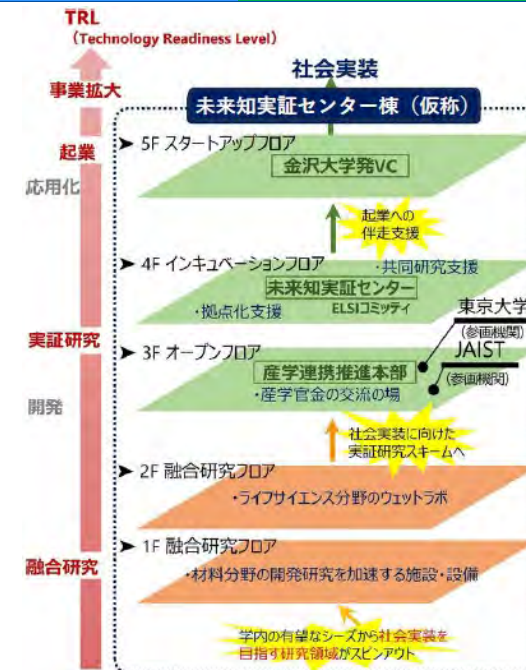 TRL
(Technology Readiness Level)
社会実装
事業拡大
未来知実証センター棟（仮称）
起業
➤ 5F スタートアップフロア
金沢大学発VC
応用化
起業への
伴走支援
➤ 4F インキュベーションフロア
・共同研究支援
未来知実証センター
・拠点化支援
ELSIコミッティ
東京大学
(参画機関)
実証研究
➤ 3F オープンフロア
JAIST
(参画機関)
産学連携推進本部
・産学官金の交流の場
開発
社会実装に向けた
実証研究スキームへ
➤ 2F 融合研究フロア
・ライフサイエンス分野のウェットラボ
➤ 1F 融合研究フロア
融合研究
・材料分野の開発研究を加速する施設・設備
学内の有望なシーズから社会実装を
目指す研究領域がスピンアウト